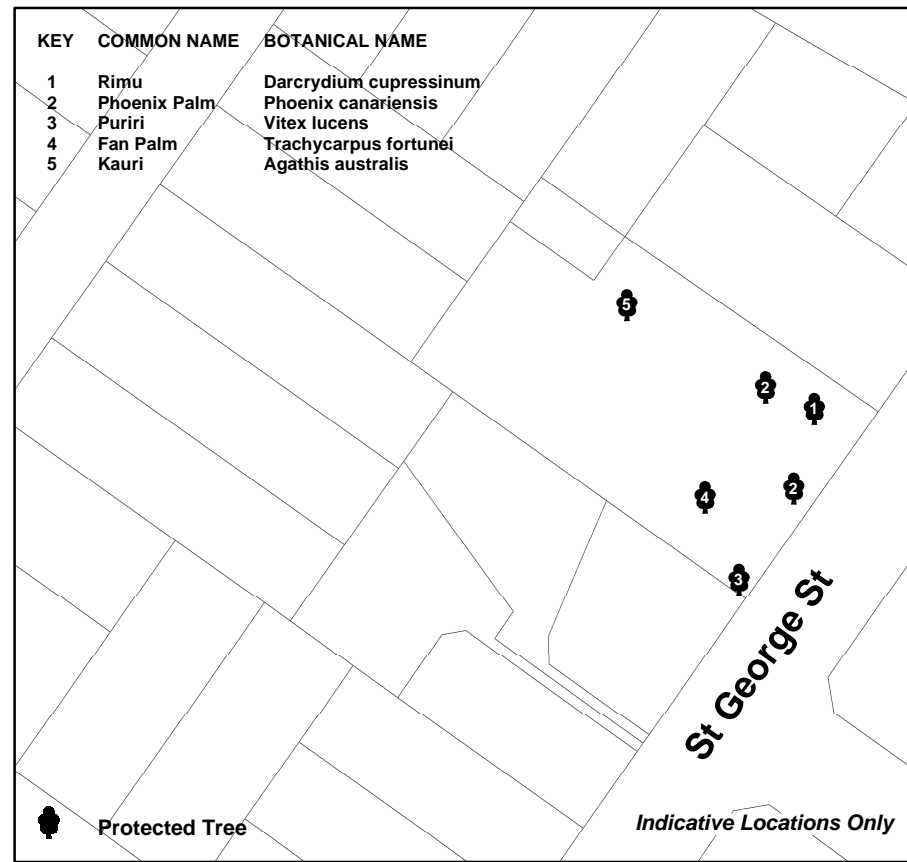 KEY COMMON NAME BOTANICAL NAME
1 Rimu Darcrydium cupressinum
2 Phoenix Palm Phoenix canariensis
3 Puriri Vitex lucens
4 Fan Palm Trachycarpus fortunei
5 Kauri Agathis australis
5
2
1
2
4
3
St George St
Protected Tree
Indicative Locations Only